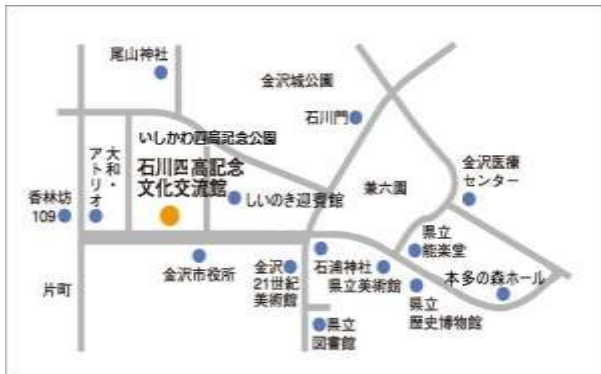 尾山神社
金沢城公園
石川門
いしかわ四高記念公園
大和・
アトリオ
石川四高記念
文化交流館
金沢医療
センター
香林坊
109
しいのき迎賓館
兼六園
県立
能楽堂
金沢市役所
金沢
21世紀
美術館
石浦神社
県立美術館
本多の森ホール
片町
県立
歴史博物館
県立
図書館